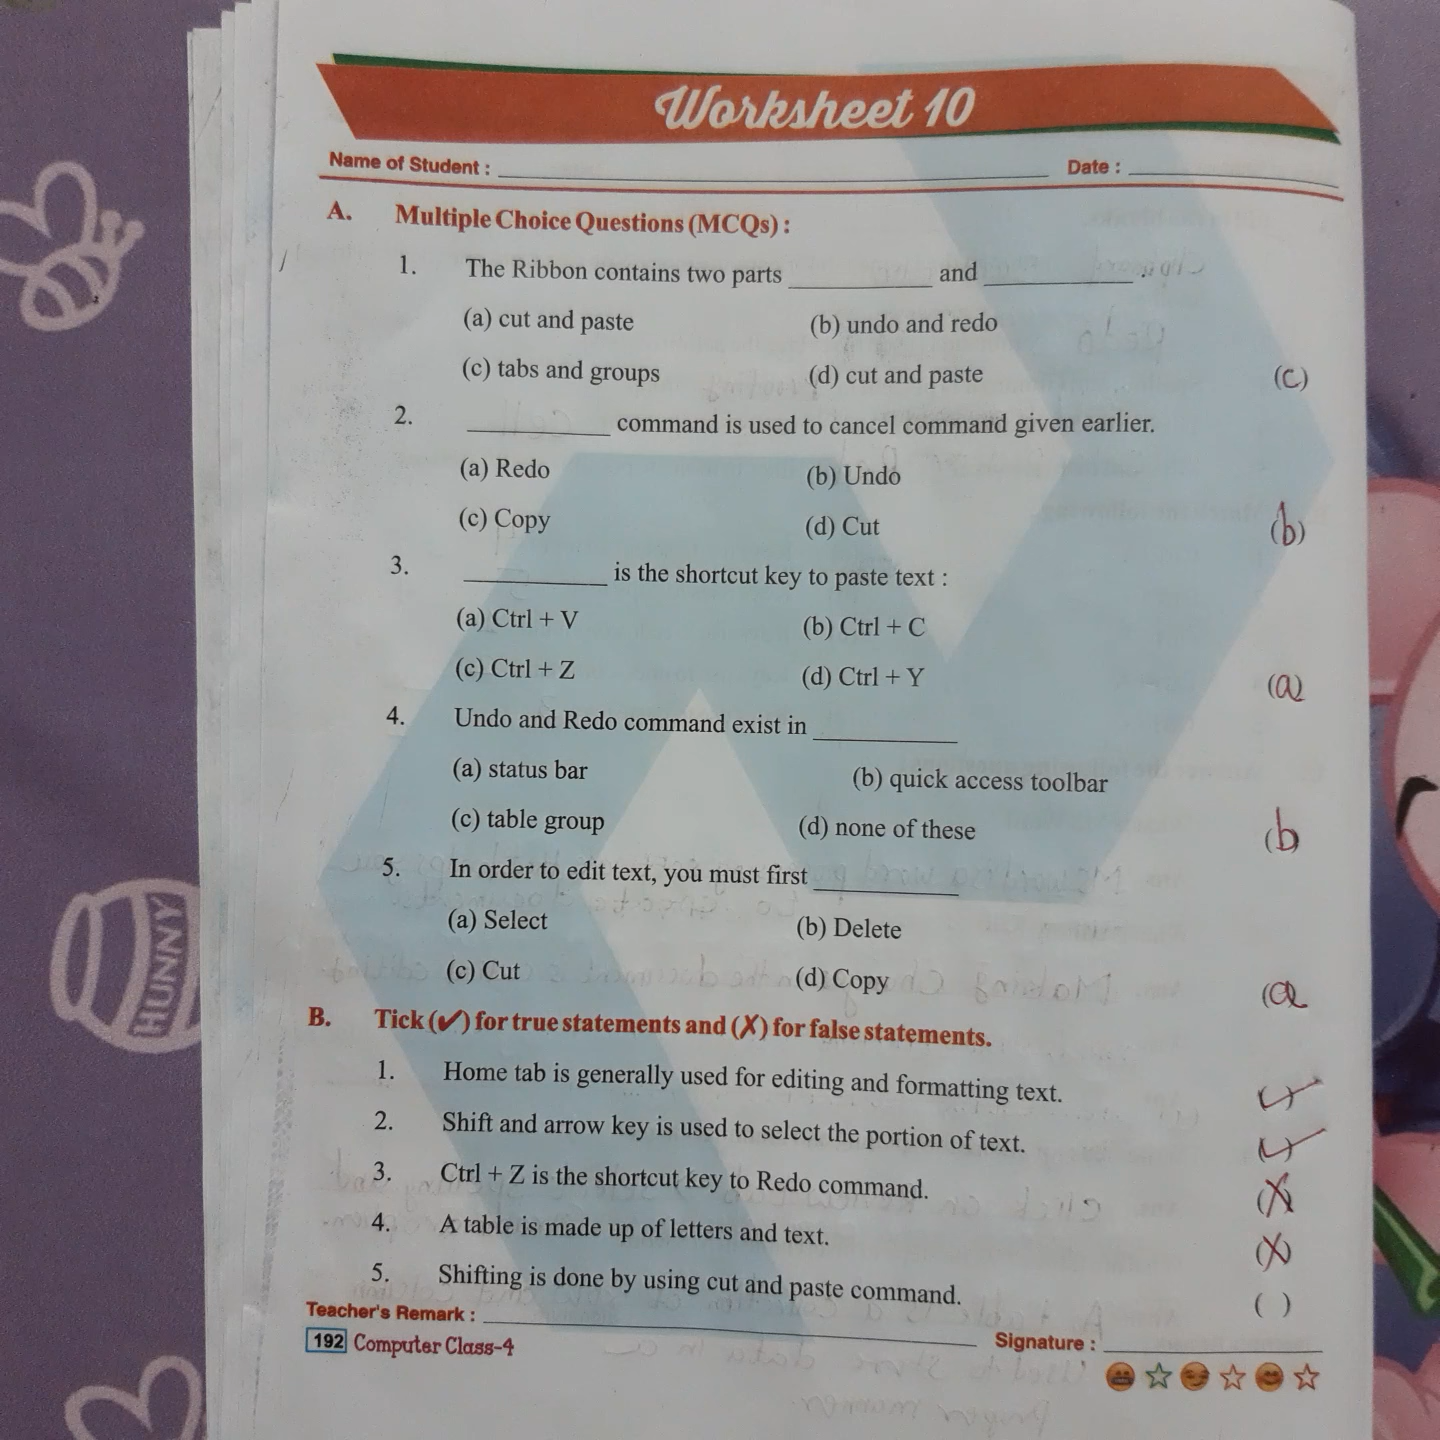 Worksheet 10
Name of Student : Date :
A. Multiple Choice Questions (MCQs) :
1. The Ribbon contains two parts __________ and __________ .
(a) cut and paste (b) undo and redo
(c) tabs and groups (d) cut and paste (c)
2. __________ command is used to cancel command given earlier.
(a) Redo (b) Undo
(c) Copy (d) Cut (b)
3. __________ is the shortcut key to paste text :
(a) Ctrl + V (b) Ctrl + C
(c) Ctrl + Z (d) Ctrl + Y (a)
4. Undo and Redo command exist in __________
(a) status bar (b) quick access toolbar
(c) table group (d) none of these (b)
5. In order to edit text, you must first __________
(a) Select (b) Delete
(c) Cut (d) Copy (a
B. Tick (✔) for true statements and (✗) for false statements.
1. Home tab is generally used for editing and formatting text. (✓)
2. Shift and arrow key is used to select the portion of text. (✓)
3. Ctrl + Z is the shortcut key to Redo command. (X)
4. A table is made up of letters and text. (X)
5. Shifting is done by using cut and paste command. ( )
Teacher's Remark : Signature :
192 Computer Class-4
HUNNY